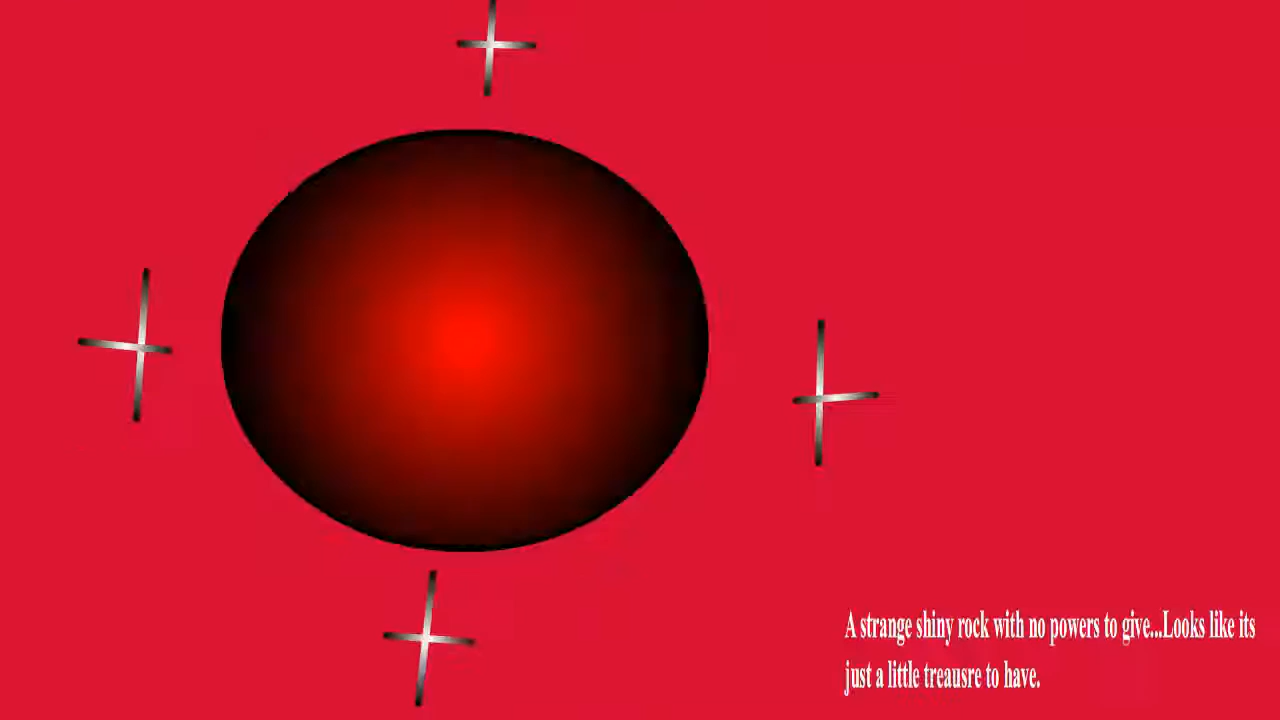 A strange shiny rock with no powers to give...Looks like its
just a little treausre to have.